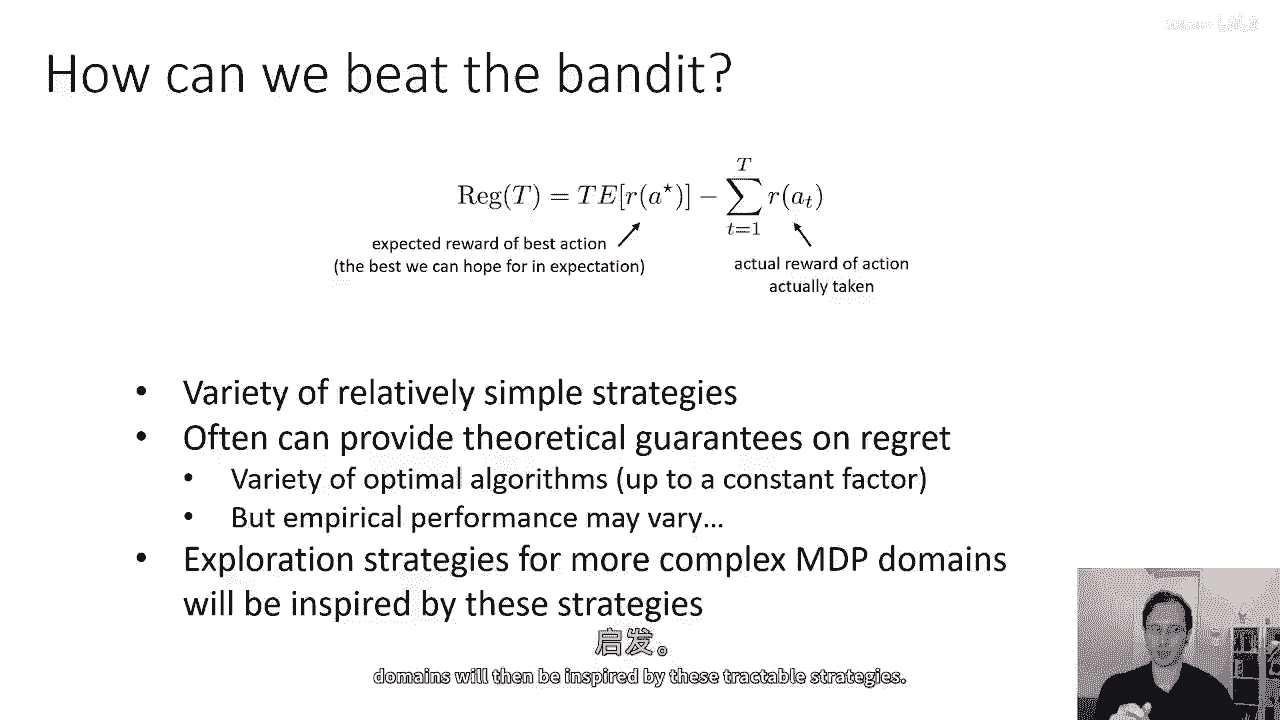 How can we beat the bandit?
Reg(T) = TE[r(a⋆)] − ∑_{t=1}^{T} r(a_t)
expected reward of best action
(the best we can hope for in expectation)
actual reward of action
actually taken
• Variety of relatively simple strategies
• Often can provide theoretical guarantees on regret
• Variety of optimal algorithms (up to a constant factor)
• But empirical performance may vary…
• Exploration strategies for more complex MDP domains
will be inspired by these strategies
启发。
domains will then be inspired by these tractable strategies.